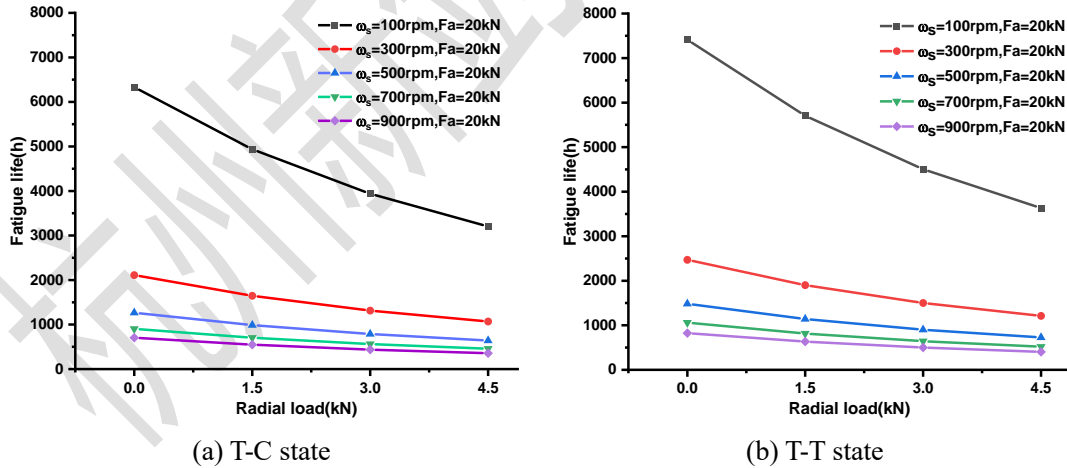 8000
7000
6000
5000
4000
3000
2000
1000
0
Fatigue life(h)
0.0 1.5 3.0 4.5
Radial load(kN)
ωs=100rpm,Fa=20kN
ωs=300rpm,Fa=20kN
ωs=500rpm,Fa=20kN
ωs=700rpm,Fa=20kN
ωs=900rpm,Fa=20kN
(a) T-C state
8000
7000
6000
5000
4000
3000
2000
1000
0
Fatigue life(h)
0.0 1.5 3.0 4.5
Radial load(kN)
ωs=100rpm,Fa=20kN
ωs=300rpm,Fa=20kN
ωs=500rpm,Fa=20kN
ωs=700rpm,Fa=20kN
ωs=900rpm,Fa=20kN
(b) T-T state
杭州新